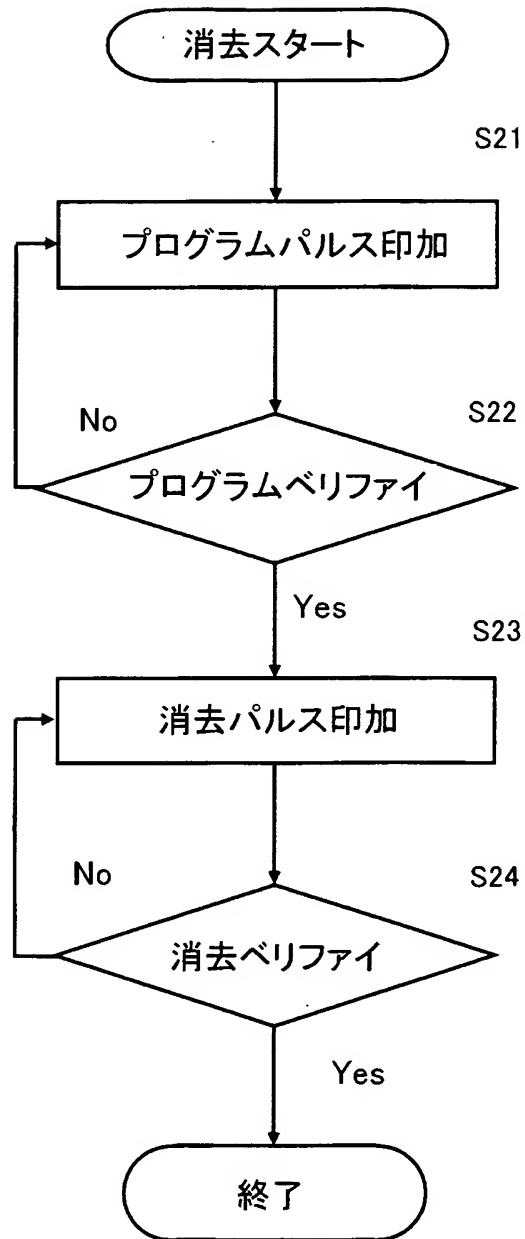 消去スタート
S21
プログラムパルス印加
No
S22
プログラムベリファイ
Yes
S23
消去パルス印加
No
S24
消去ベリファイ
Yes
終了